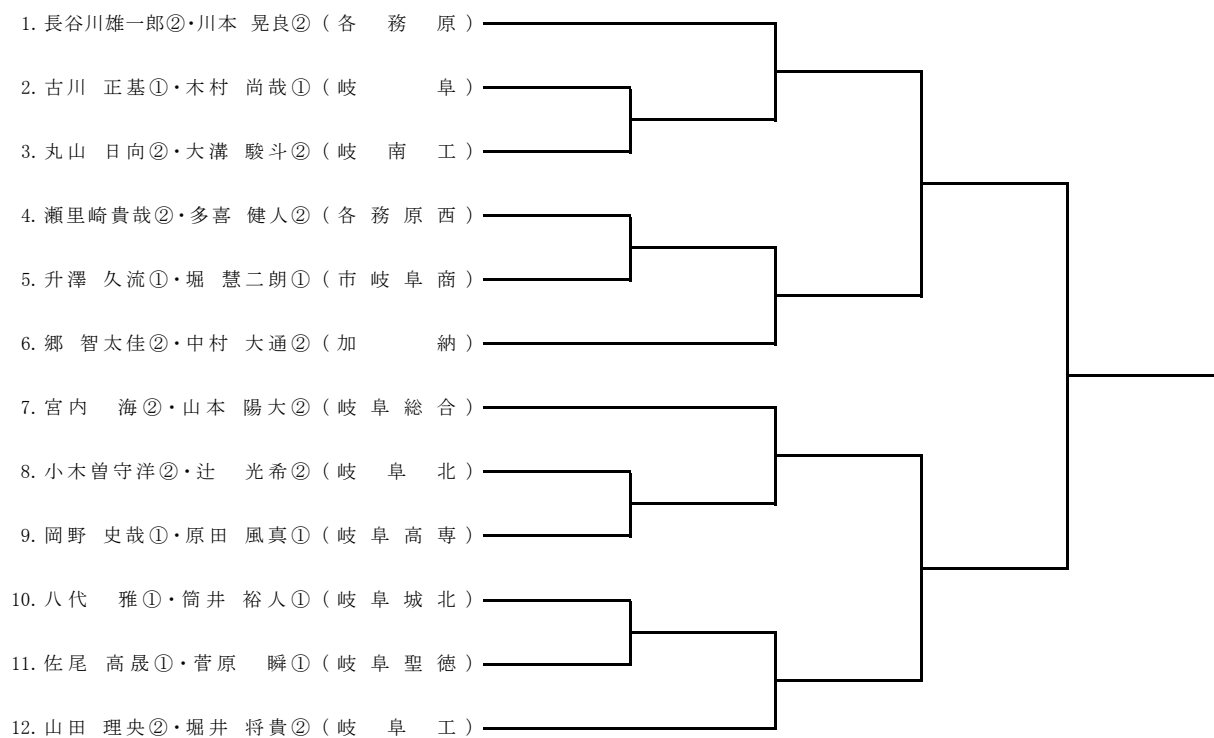 1. 長谷川雄一郎②・川本 晃良② ( 各 務 原 )
2. 古川 正基①・木村 尚哉① ( 岐 阜 )
3. 丸山 日向②・大溝 駿斗② ( 岐 南 工 )
4. 瀬里崎貴哉②・多喜 健人② ( 各 務 原 西 )
5. 升澤 久流①・堀 慧二朗① ( 市 岐 阜 商 )
6. 郷 智太佳②・中村 大通② ( 加 納 )
7. 宮内 海②・山本 陽大② ( 岐 阜 総 合 )
8. 小木曽守洋②・辻 光希② ( 岐 阜 北 )
9. 岡野 史哉①・原田 風真① ( 岐 阜 高 専 )
10. 八代 雅①・筒井 裕人① ( 岐 阜 城 北 )
11. 佐尾 高晟①・菅原 瞬① ( 岐 阜 聖 徳 )
12. 山田 理央②・堀井 将貴② ( 岐 阜 工 )